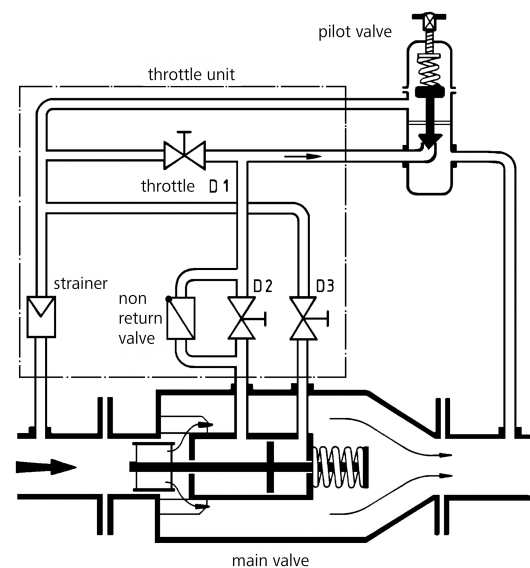 pilot valve
throttle unit
throttle D1
strainer
non
return
valve
D2
D3
main valve